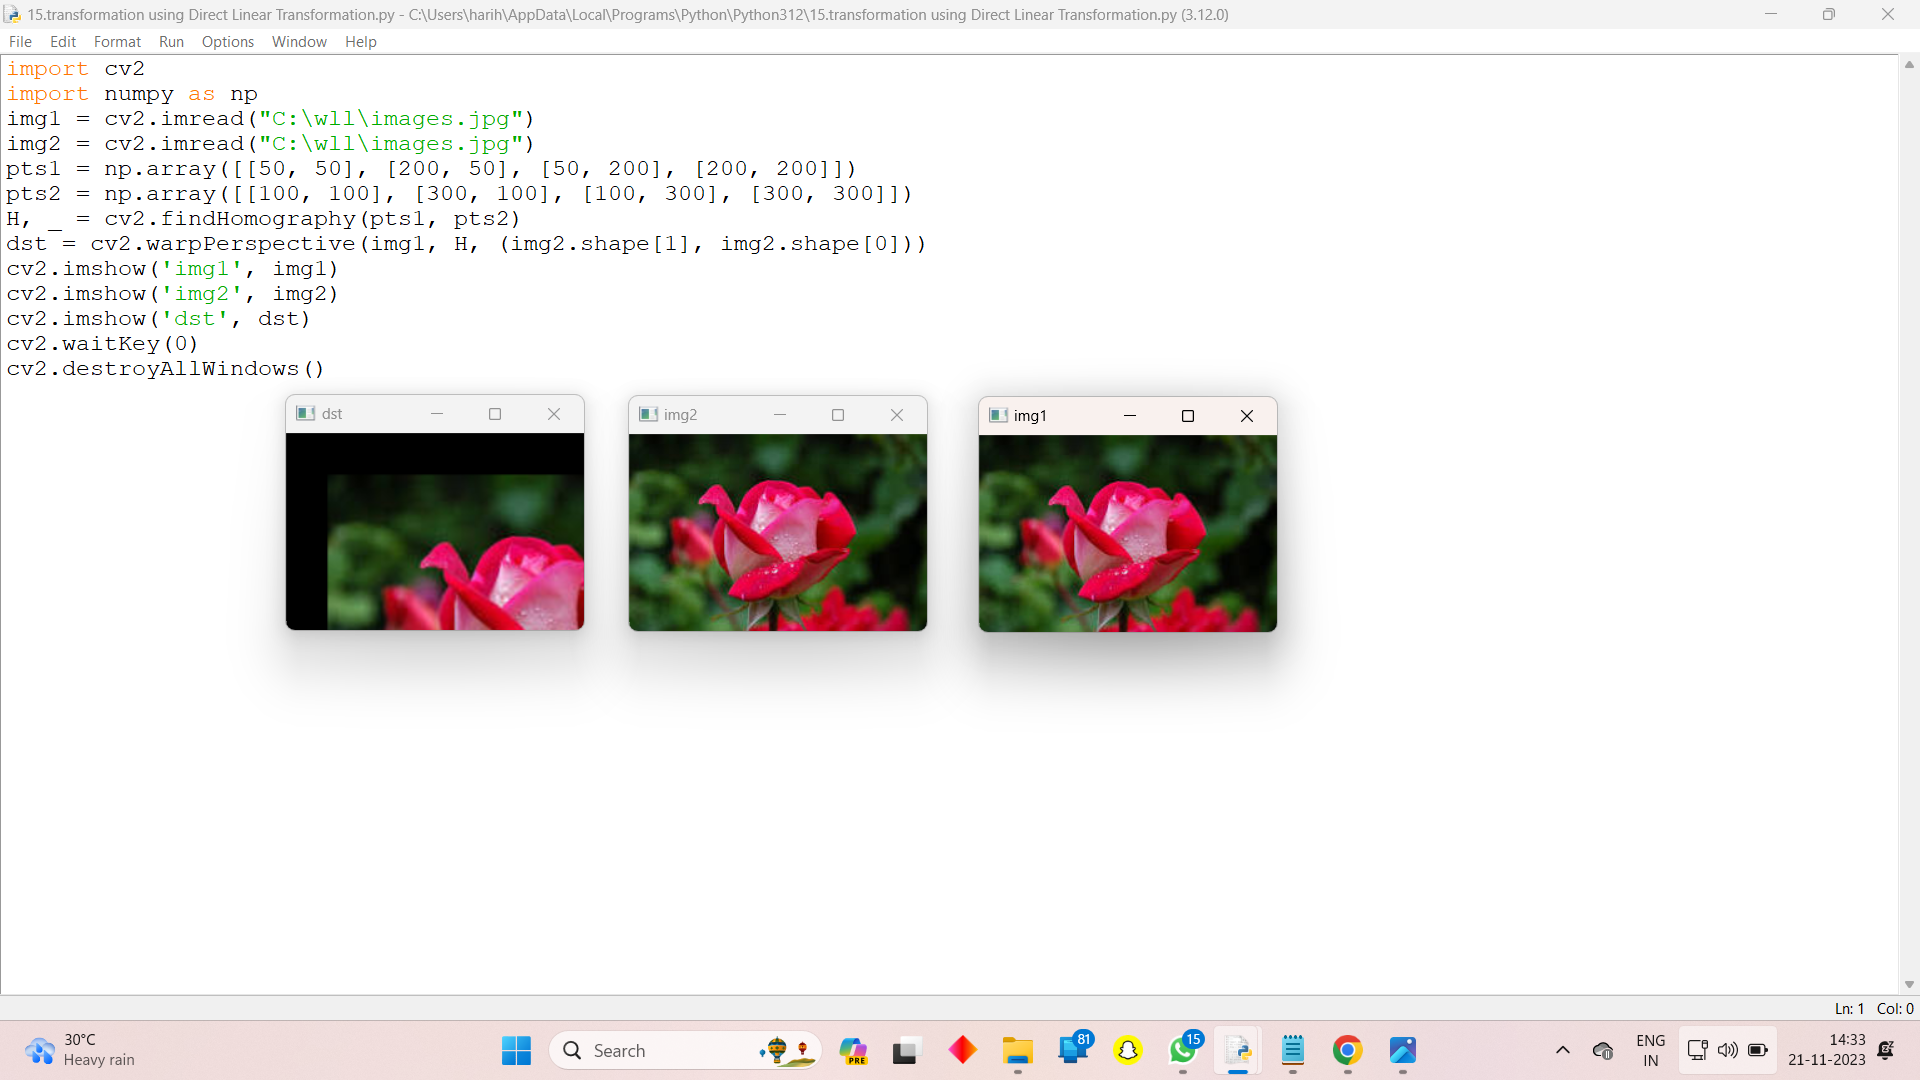 15.transformation using Direct Linear Transformation.py - C:\Users\harih\AppData\Local\Programs\Python\Python312\15.transformation using Direct Linear Transformation.py (3.12.0)
File Edit Format Run Options Window Help
import cv2
import numpy as np
img1 = cv2.imread("C:\wll\images.jpg")
img2 = cv2.imread("C:\wll\images.jpg")
pts1 = np.array([[50, 50], [200, 50], [50, 200], [200, 200]])
pts2 = np.array([[100, 100], [300, 100], [100, 300], [300, 300]])
H, _ = cv2.findHomography(pts1, pts2)
dst = cv2.warpPerspective(img1, H, (img2.shape[1], img2.shape[0]))
cv2.imshow('img1', img1)
cv2.imshow('img2', img2)
cv2.imshow('dst', dst)
cv2.waitKey(0)
cv2.destroyAllWindows()
dst
img2
img1
Ln: 1 Col: 0
30°C
Heavy rain
Search
PRE
81
15
ENG
IN
14:33
21-11-2023